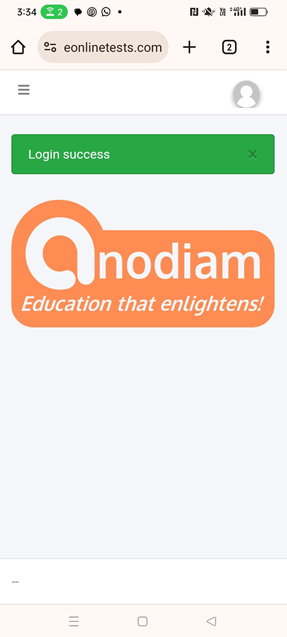 3:34
2
eonlinetests.com
2
Login success
anodiam
Education that enlightens!
--